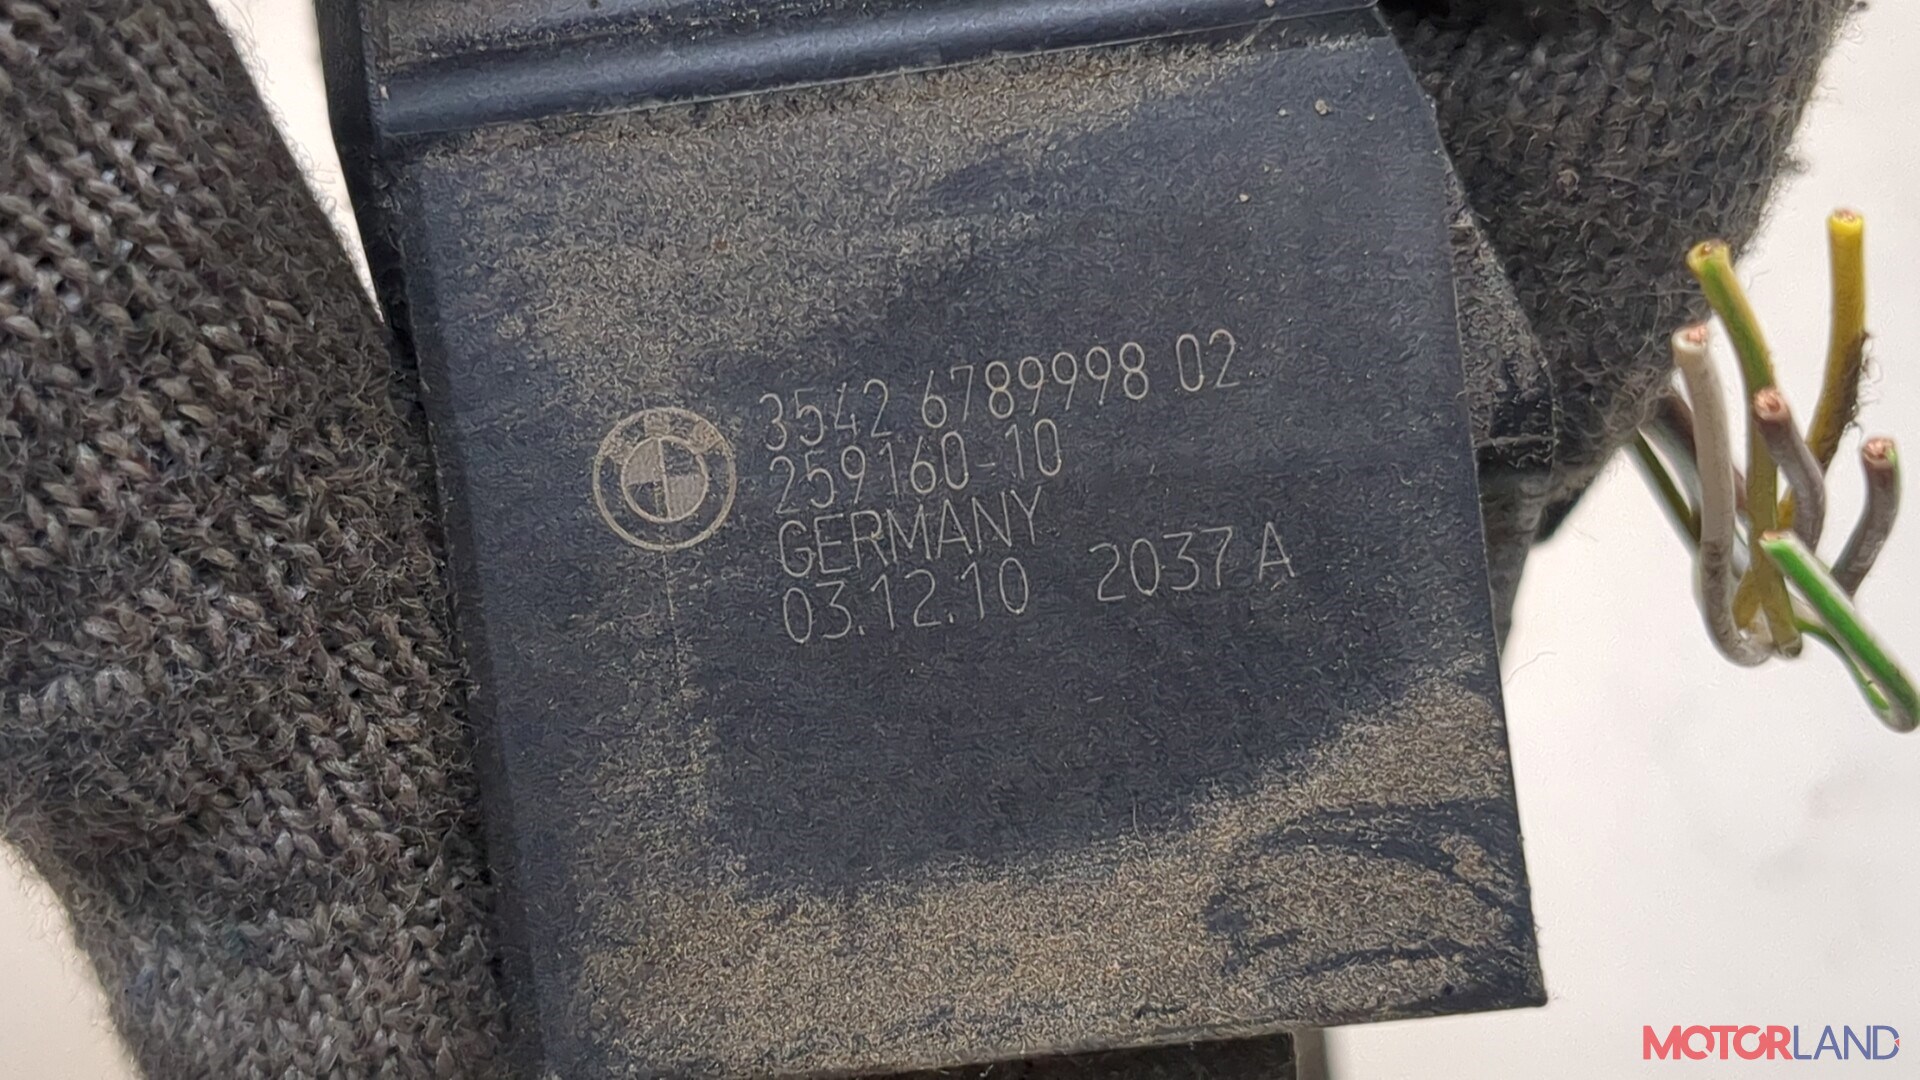 3542 6789998 02
259160-10
GERMANY
03.12.10 2037 A
MOTORLAND